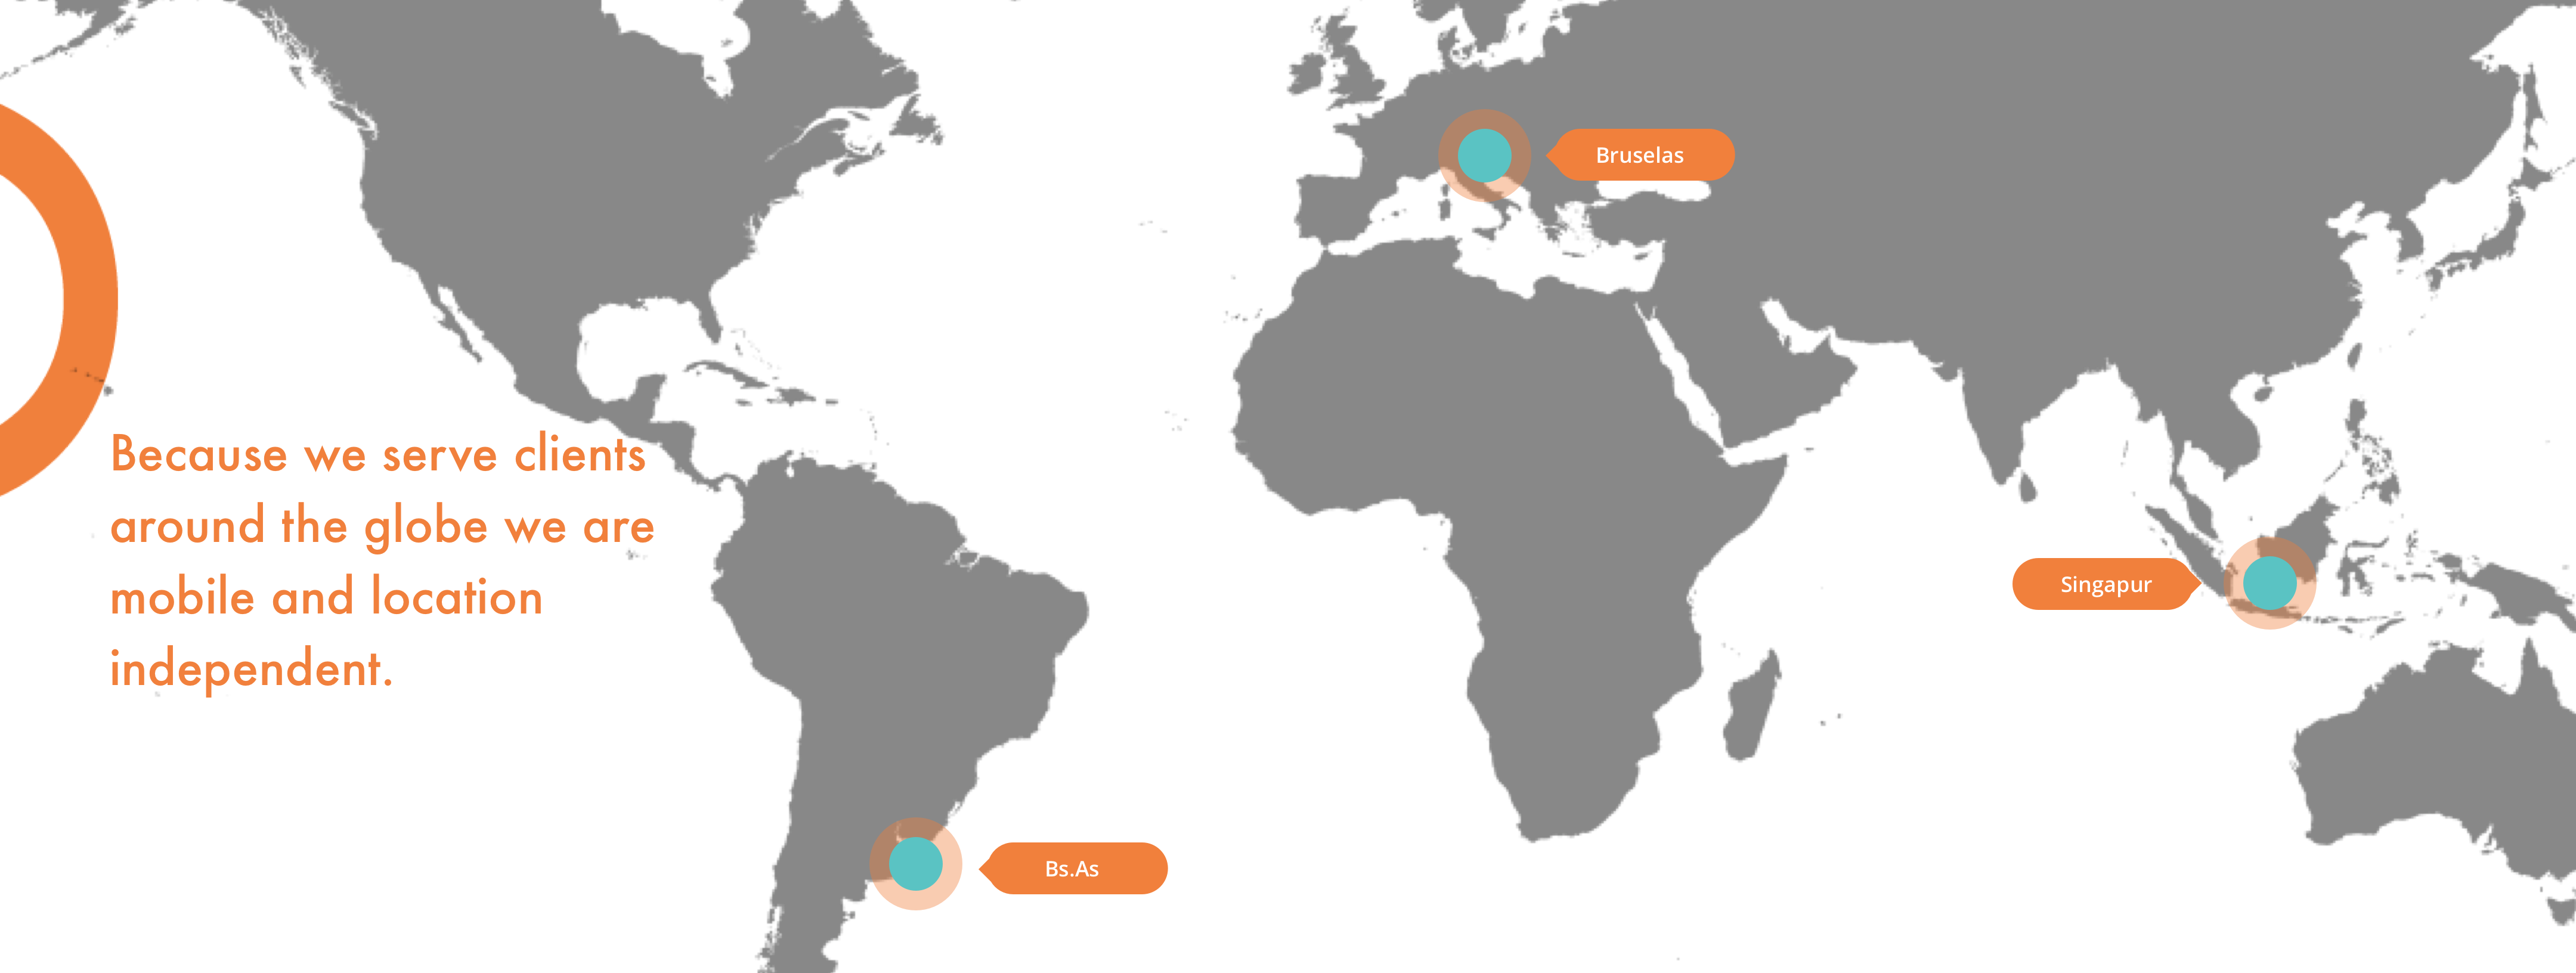 Bruselas
Because we serve clients
around the globe we are
mobile and location
independent.
Singapur
Bs.As